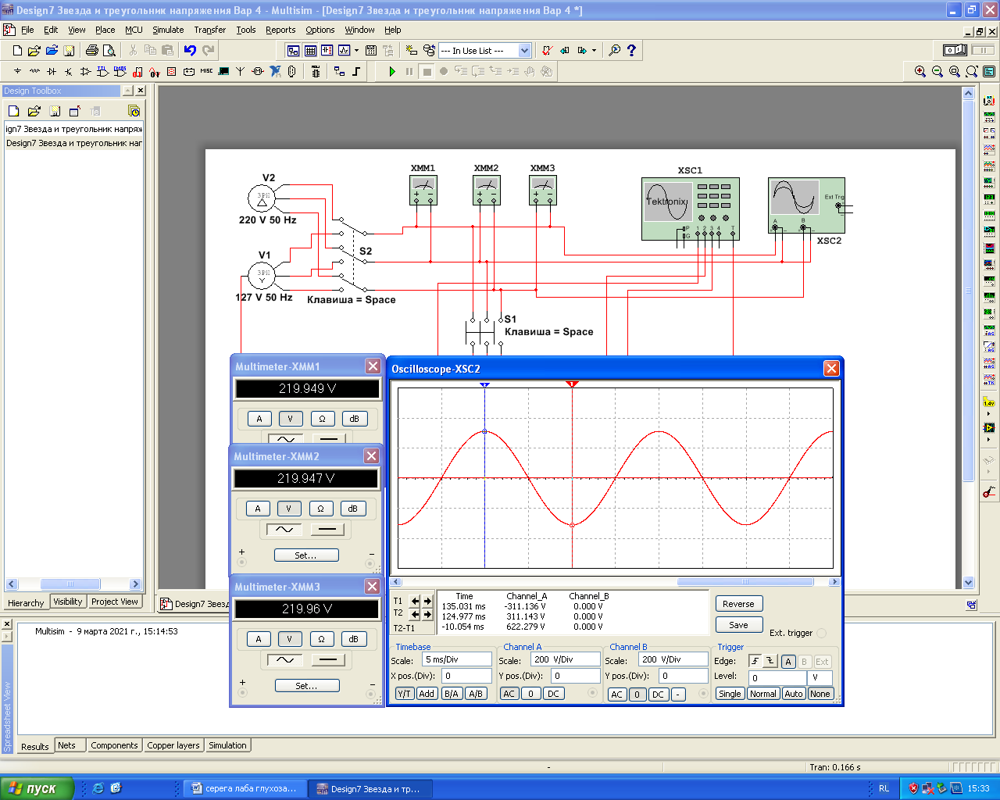 Design7 Звезда и треугольник напряжения Вар 4 - Multisim - [Design7 Звезда и треугольник напряжения Вар 4 *]
File Edit View Place MCU Simulate Transfer Tools Reports Options Window Help
--- In Use List ---
MISC
Design Toolbox
ign7 Звезда и треугольник напряж
Design7 Звезда и треугольник нап
V2
3PH
220 V 50 Hz
V1
3PH
127 V 50 Hz
S2
Клавиша = Space
XMM1 XMM2 XMM3
XSC1
Tektronix
P
G
1 2 3 4 T
Ext Trig
A B
XSC2
S1
Клавиша = Space
Multimeter-XMM1
219.949 V
A V Ω dB
Multimeter-XMM2
219.947 V
A V Ω dB
+ Set... -
Multimeter-XMM3
219.96 V
A V Ω dB
+ Set... -
Oscilloscope-XSC2
Time Channel_A Channel_B
T1 135.031 ms -311.136 V 0.000 V
T2 124.977 ms 311.143 V 0.000 V
T2-T1 -10.054 ms 622.279 V 0.000 V
Reverse
Save
Ext. trigger
Timebase
Scale: 5 ms/Div
X pos.(Div): 0
Y/T Add B/A A/B
Channel A
Scale: 200 V/Div
Y pos.(Div): 0
AC 0 DC
Channel B
Scale: 200 V/Div
Y pos.(Div): 0
AC 0 DC -
Trigger
Edge: A B Ext
Level: 0 V
Single Normal Auto None
Hierarchy Visibility Project View
Design7 Звез
Multisim - 9 марта 2021 г., 15:14:53
Spreadsheet View
Results Nets Components Copper layers Simulation
- Tran: 0.166 s
пуск
серега лаба глухоза...
Design7 Звезда и тр...
RL
15:33